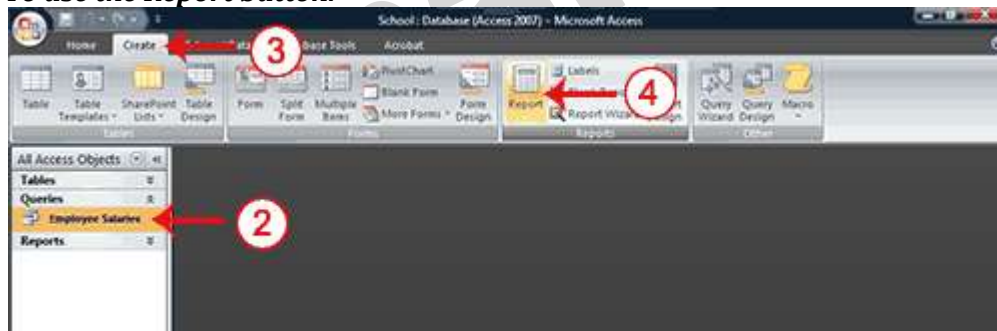 To use the Report button:
School : Database (Access 2007) - Microsoft Access
Home Create Tools Acrobat
3
4
Table Table Templates SharePoint Lists Table Design
Form Split Form Multiple Items PivotChart Blank Form More Forms Form Design
Report Labels Report Wizard
Query Wizard Query Design Macro
Tables Forms Reports Other
All Access Objects
Tables
Queries
Employee Salaries
2
Reports